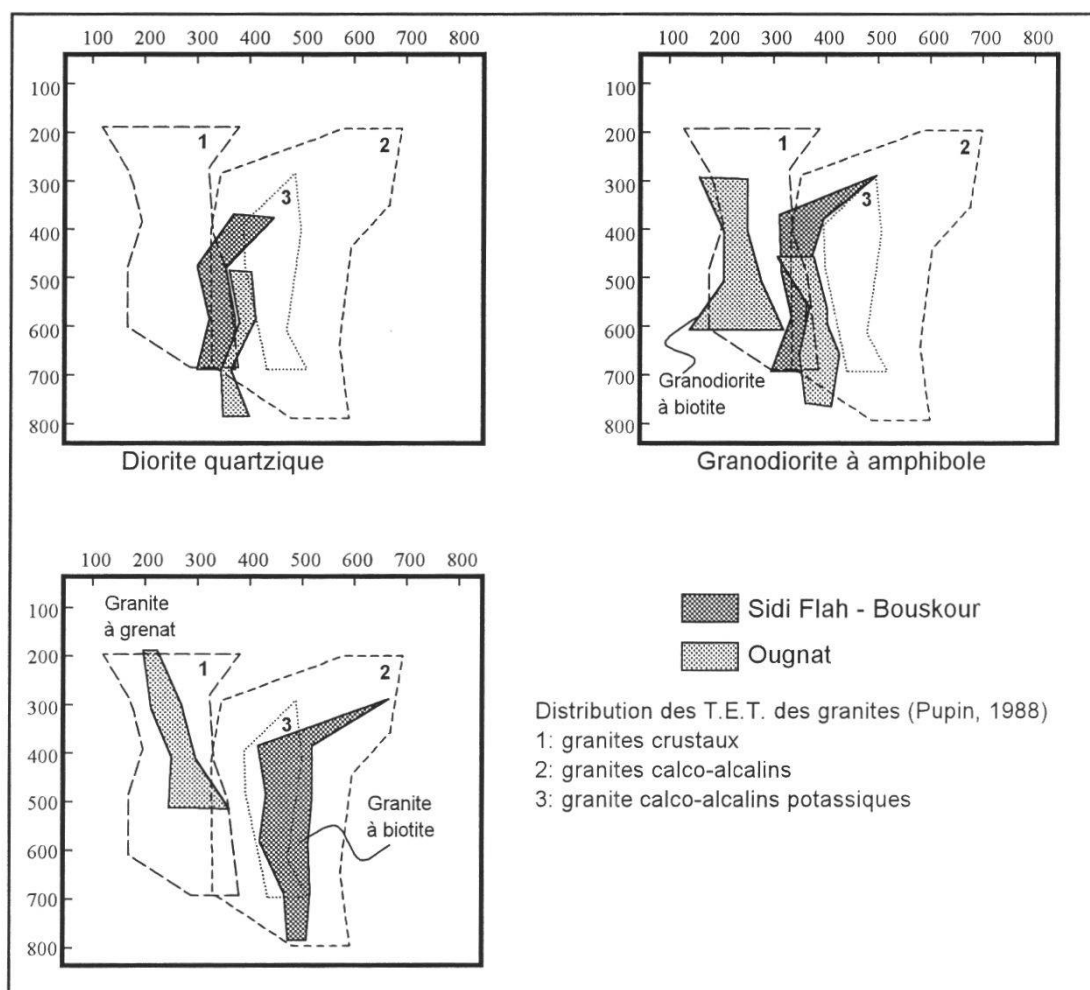 100 200 300 400 500 600 700 800
100
200
300
400
500
600
700
800
1
2
3
Diorite quartzique
100 200 300 400 500 600 700 800
100
200
300
400
500
600
700
800
1
2
3
Granodiorite
à biotite
Granodiorite à amphibole
100 200 300 400 500 600 700 800
100
200
300
400
500
600
700
800
Granite
à grenat
1
2
3
Granite
à biotite
Sidi Flah - Bouskour
Ougnat
Distribution des T.E.T. des granites (Pupin, 1988)
1: granites crustaux
2: granites calco-alcalins
3: granite calco-alcalins potassiques